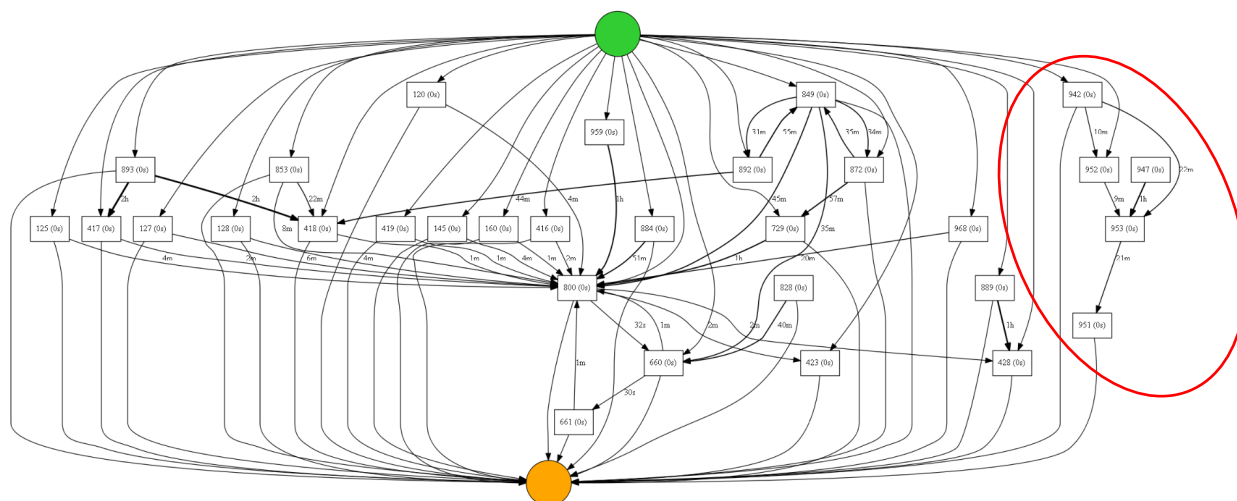 120 (0s)
849 (0s)
942 (0s)
959 (0s)
31m
55m
35m
34m
10m
893 (0s)
853 (0s)
892 (0s)
872 (0s)
952 (0s)
947 (0s)
22m
2h
2h
22m
44m
4m
1h
45m
57m
9m
1h
125 (0s)
417 (0s)
127 (0s)
128 (0s)
8m
418 (0s)
419 (0s)
145 (0s)
160 (0s)
416 (0s)
884 (0s)
729 (0s)
35m
968 (0s)
953 (0s)
4m
2m
6m
4m
1m
4m
1m
2m
51m
1h
20m
21m
800 (0s)
828 (0s)
889 (0s)
32s
1m
2m
2m
40m
1h
951 (0s)
1m
660 (0s)
423 (0s)
428 (0s)
30s
661 (0s)